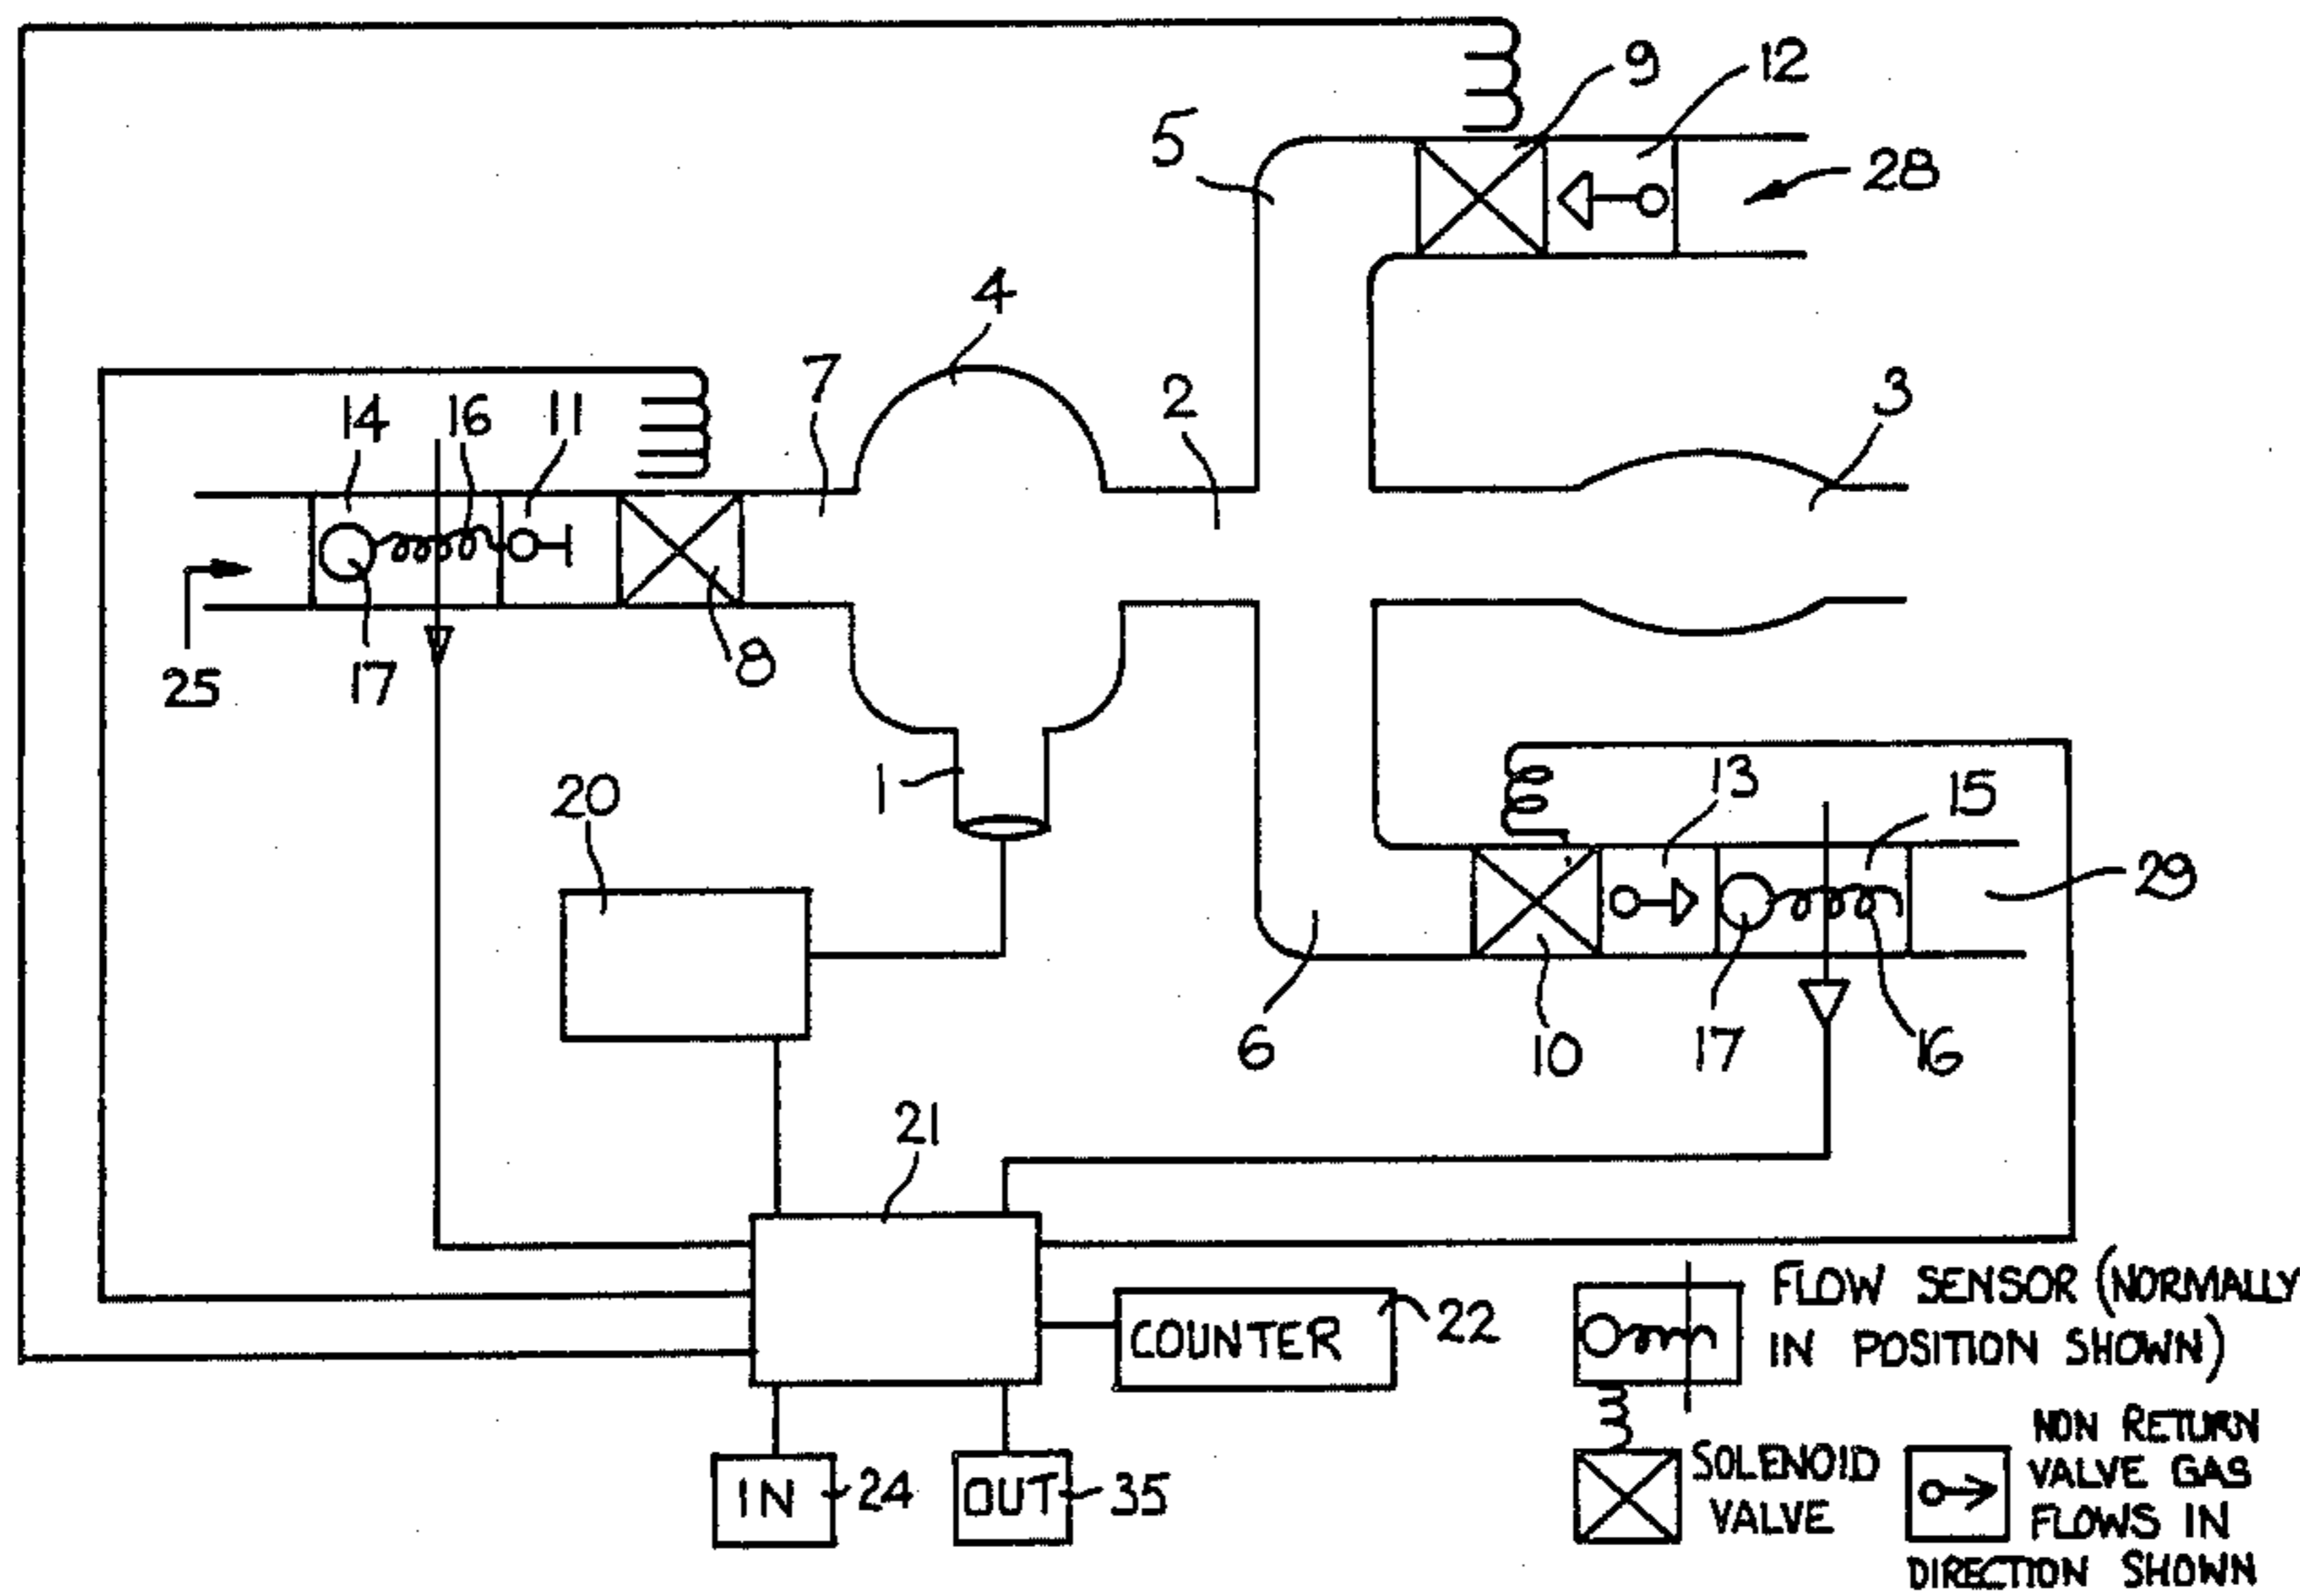 9
12
5
28
4
7
2
3
14
16
11
17
8
25
1
20
13
15
29
6
10
17
16
21
COUNTER
22
IN
24
OUT
35
FLOW SENSOR (NORMALLY
IN POSITION SHOWN)
SOLENOID
VALVE
NON RETURN
VALVE GAS
FLOWS IN
DIRECTION SHOWN